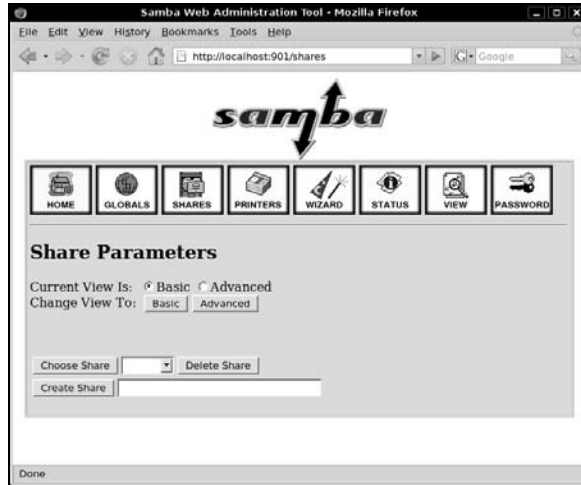 Samba Web Administration Tool - Mozilla Firefox
File Edit View History Bookmarks Tools Help
http://localhost:901/shares Google
samba
HOME GLOBALS SHARES PRINTERS WIZARD STATUS VIEW PASSWORD
Share Parameters
Current View Is: Basic Advanced
Change View To: Basic Advanced
Choose Share Delete Share
Create Share
Done